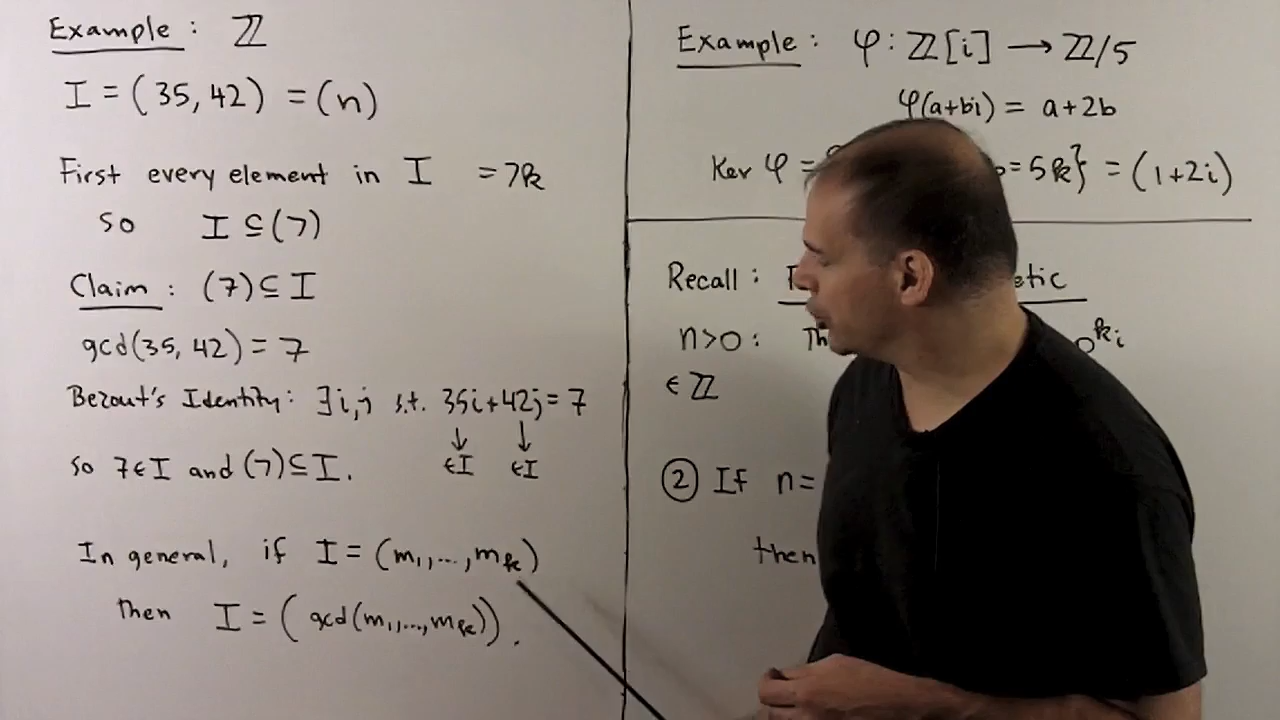 Example : ℤ
I = (35, 42) = (n)
First every element in I = 7k
so I ⊆ (7)
Claim : (7) ⊆ I
gcd(35, 42) = 7
Bezout's Identity: ∃ i,j s.t. 35i + 42j = 7
↓ ↓
∈I ∈I
so 7∈I and (7) ⊆ I.
In general, if I = (m₁,...,mₖ)
then I = (gcd(m₁,...,mₖ)).
Example : φ : ℤ[i] → ℤ/5
φ(a+bi) = a+2b
Ker φ = = 5k} = (1+2i)
Recall :
n>0 :
∈ ℤ
② If n =
then